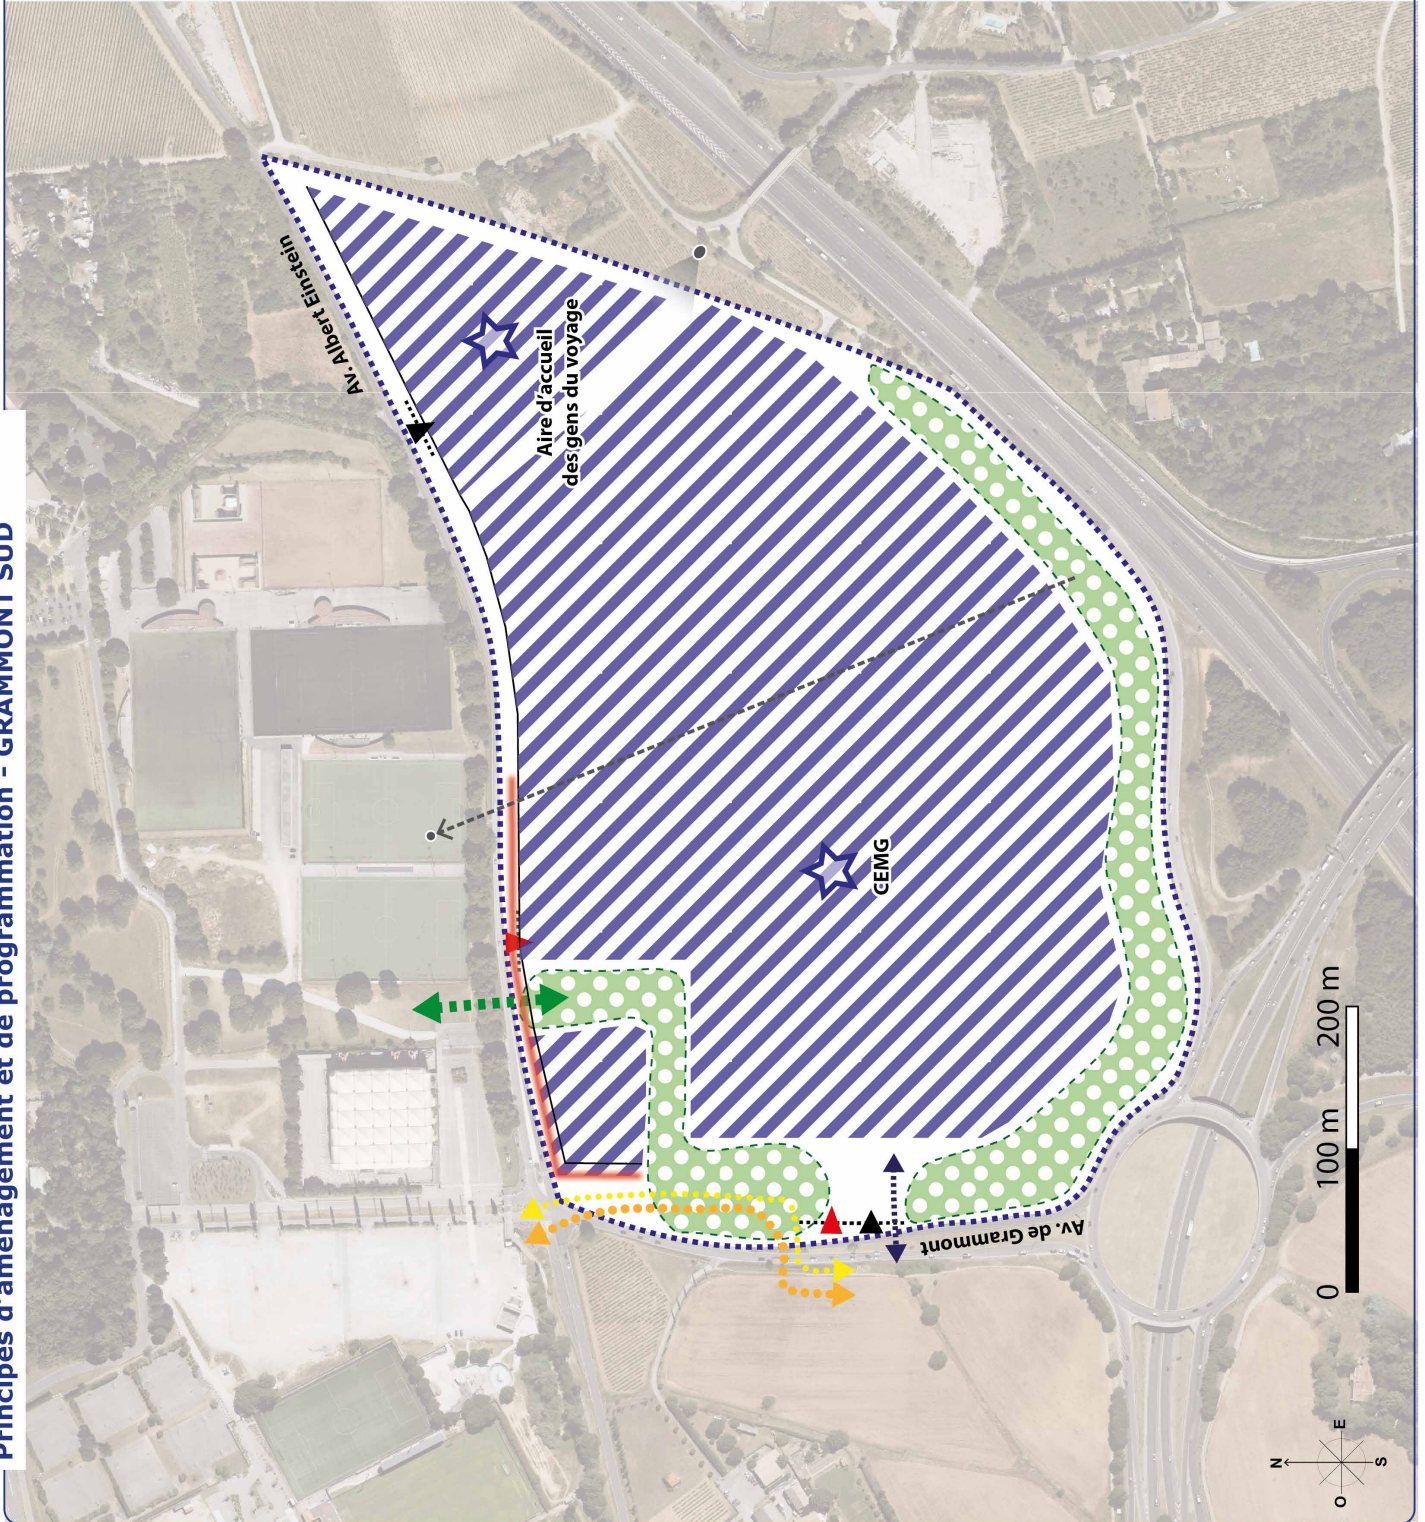 Principes d'aménagement et de programmation - GRAMMONT SUD
Av. Albert Einstein
Aire d'accueil
des gens du voyage
CEMG
Av. de Grammont
0
100 m
200 m
N
O
E
S